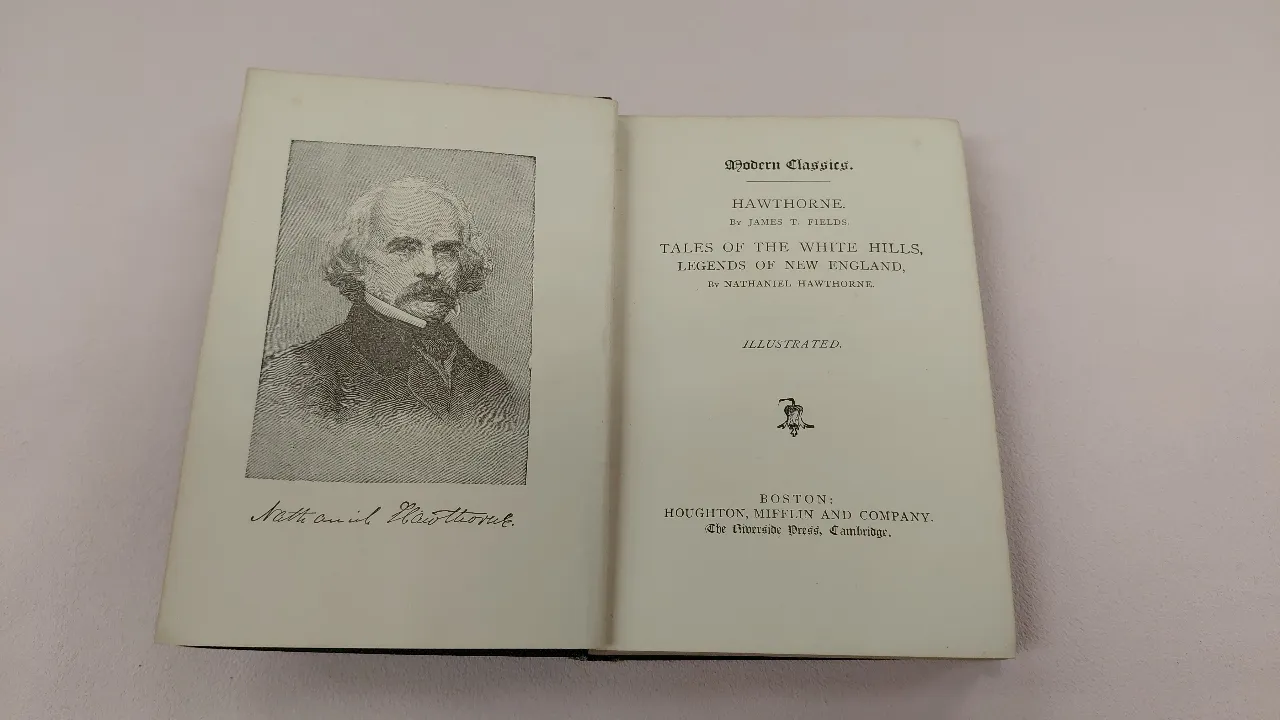 Nathaniel Hawthorne.
Modern Classics.
HAWTHORNE.
By JAMES T. FIELDS.
TALES OF THE WHITE HILLS,
LEGENDS OF NEW ENGLAND,
By NATHANIEL HAWTHORNE.
ILLUSTRATED.
BOSTON:
HOUGHTON, MIFFLIN AND COMPANY.
The Riverside Press, Cambridge.